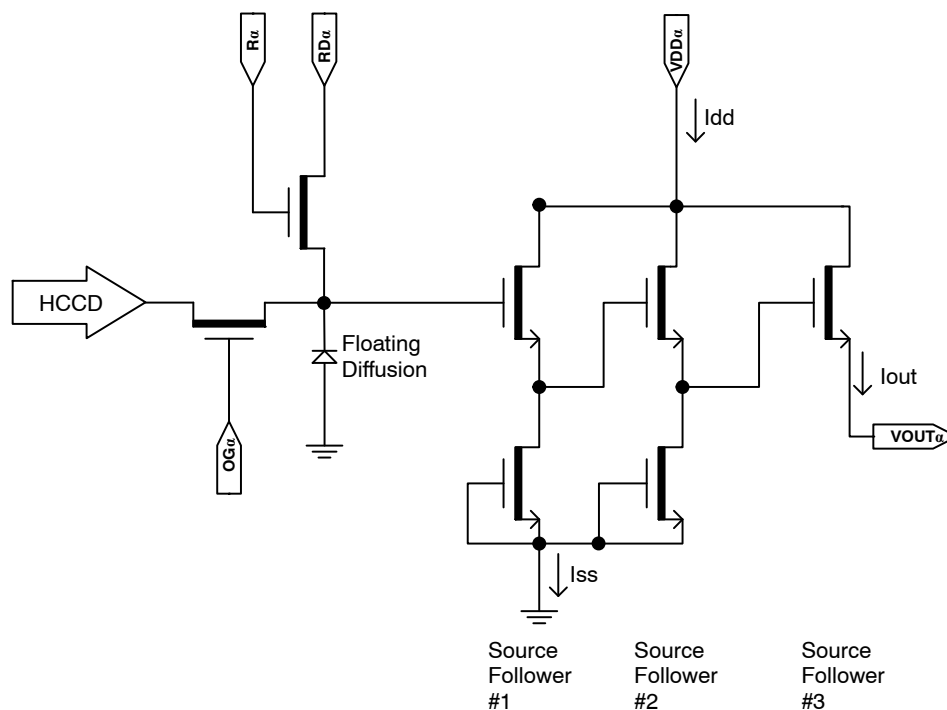 Rα
RDα
VDDα
Idd
HCCD
Floating
Diffusion
Iout
VOUTα
OGα
Iss
Source
Follower
#1
Source
Follower
#2
Source
Follower
#3